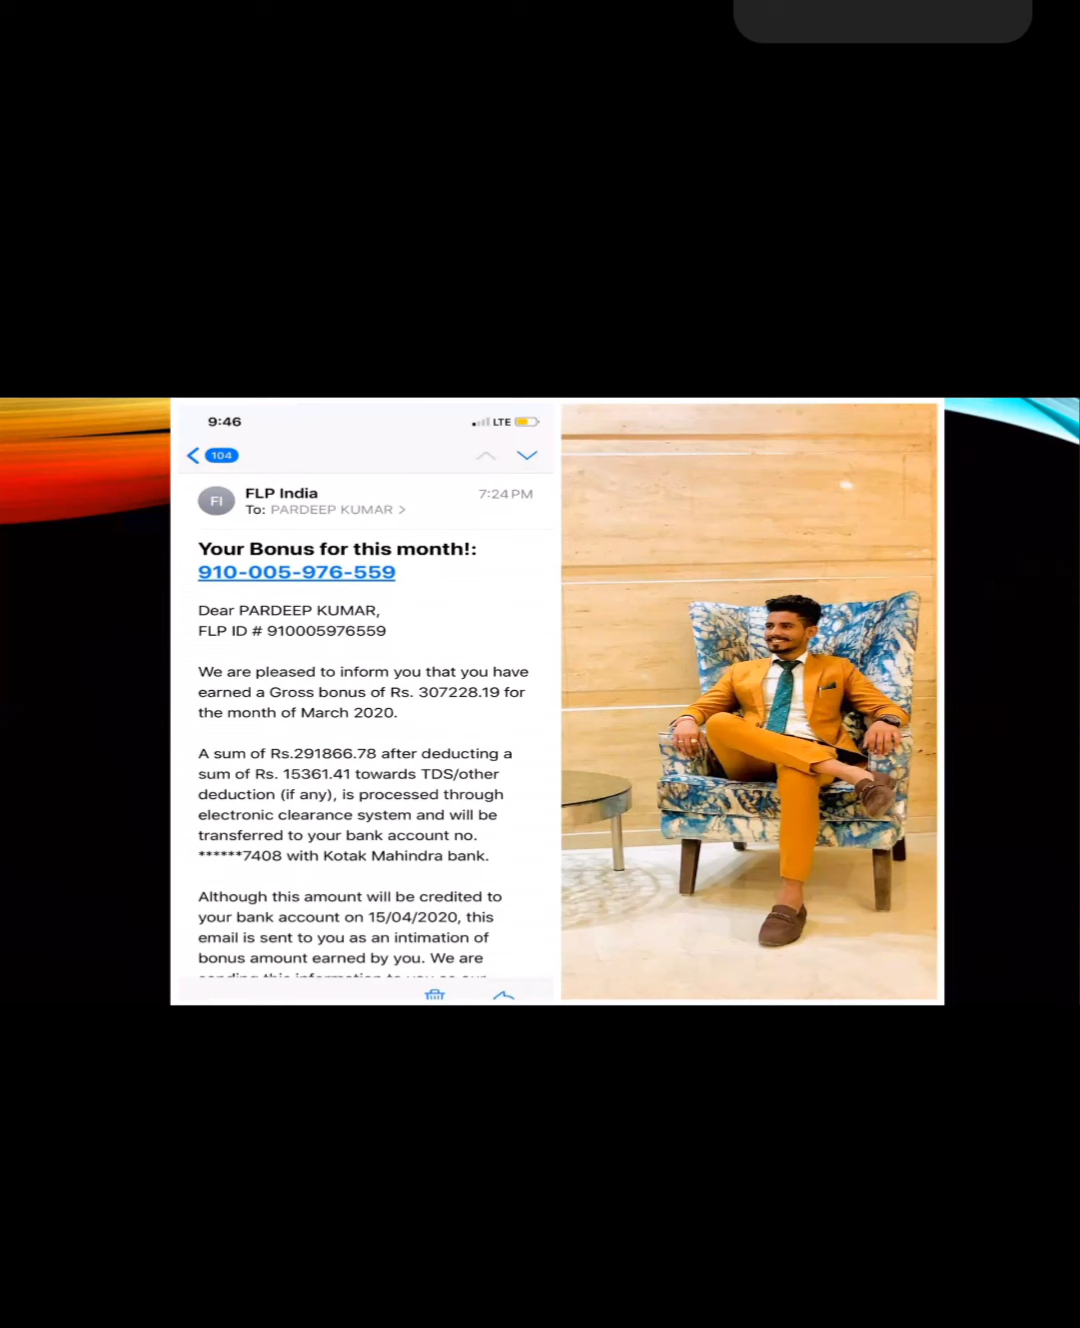 9:46
LTE
104
FI
FLP India
7:24 PM
To: PARDEEP KUMAR >
Your Bonus for this month!:
910-005-976-559
Dear PARDEEP KUMAR,
FLP ID # 910005976559
We are pleased to inform you that you have
earned a Gross bonus of Rs. 307228.19 for
the month of March 2020.
A sum of Rs.291866.78 after deducting a
sum of Rs. 15361.41 towards TDS/other
deduction (if any), is processed through
electronic clearance system and will be
transferred to your bank account no.
******7408 with Kotak Mahindra bank.
Although this amount will be credited to
your bank account on 15/04/2020, this
email is sent to you as an intimation of
bonus amount earned by you. We are